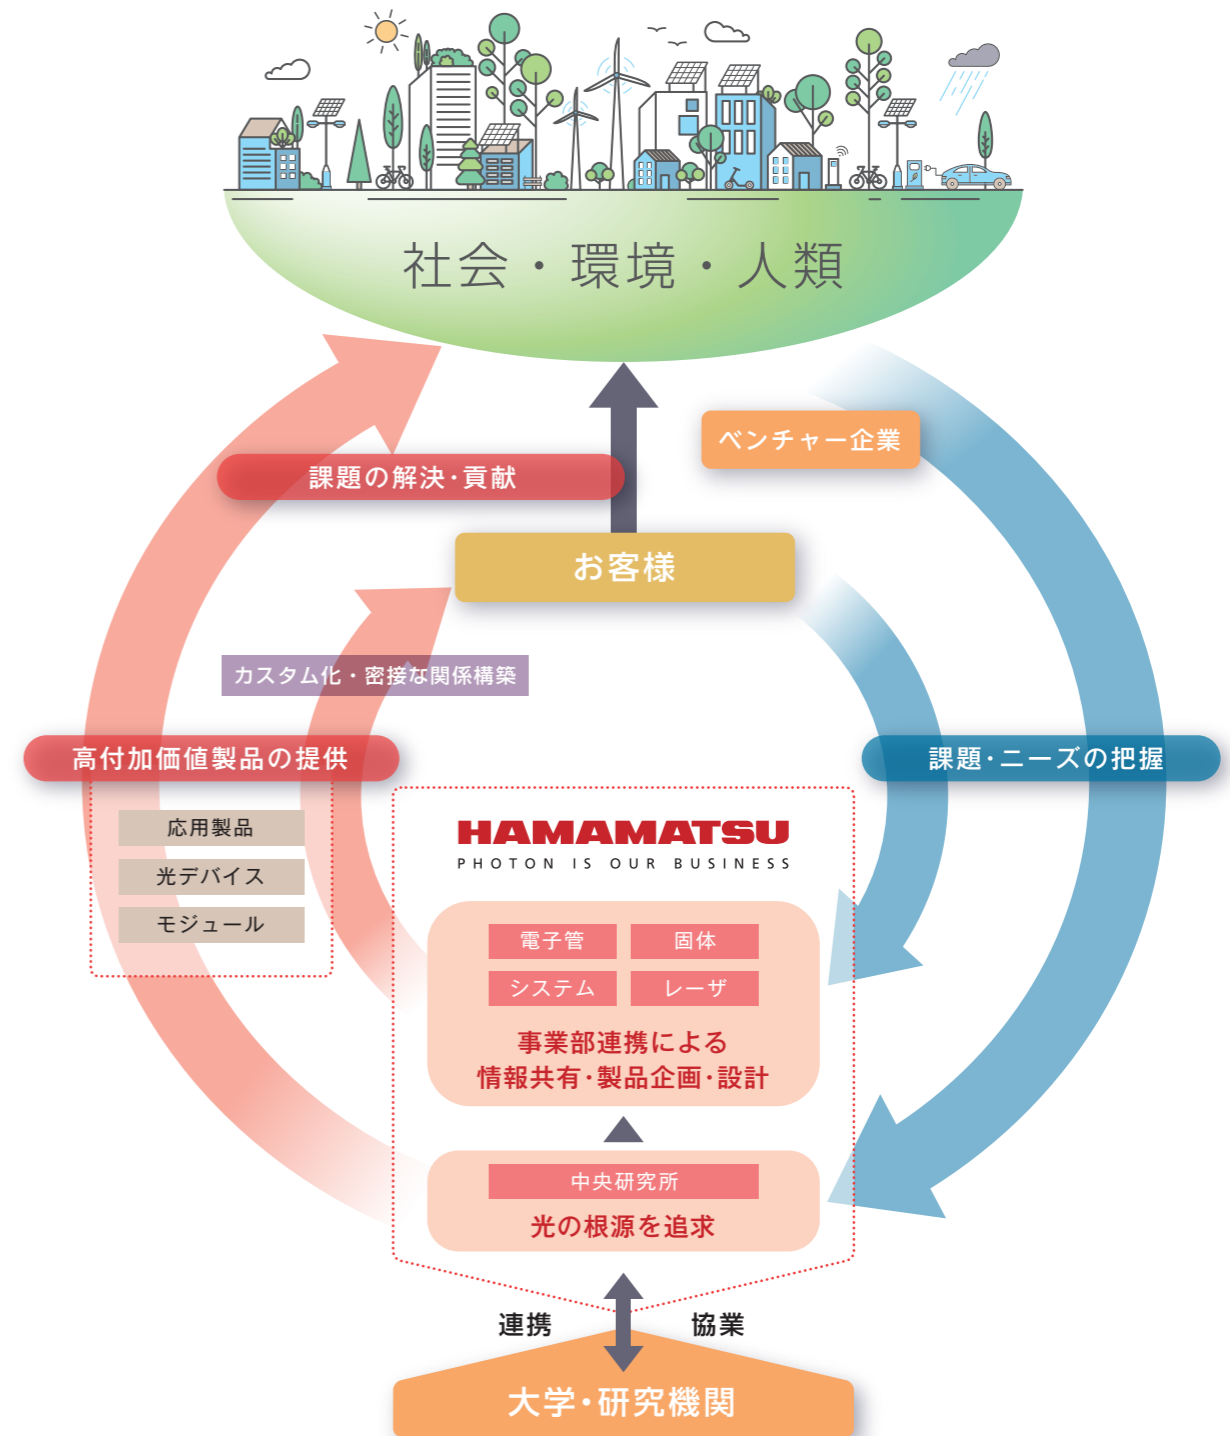 社会・環境・人類
ベンチャー企業
課題の解決・貢献
お客様
カスタム化・密接な関係構築
高付加価値製品の提供
課題・ニーズの把握
応用製品
光デバイス
モジュール
HAMAMATSU
PHOTON IS OUR BUSINESS
電子管
固体
システム
レーザ
事業部連携による
情報共有・製品企画・設計
中央研究所
光の根源を追求
連携
協業
大学・研究機関